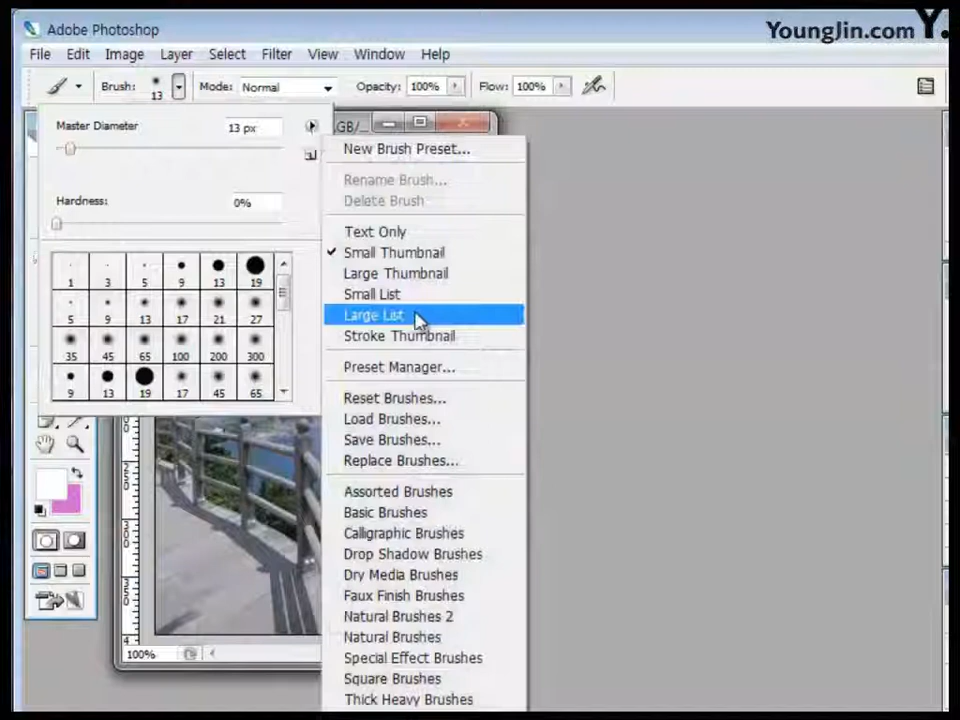 Adobe Photoshop
YoungJin.com Y.
File Edit Image Layer Select Filter View Window Help
Brush: 13 Mode: Normal Opacity: 100% Flow: 100%
Master Diameter 13 px
Hardness: 0%
1 3 5 9 13 19
5 9 13 17 21 27
35 45 65 100 200 300
9 13 19 17 45 65
GB/...
New Brush Preset...
Rename Brush...
Delete Brush
Text Only
Small Thumbnail
Large Thumbnail
Small List
Large List
Stroke Thumbnail
Preset Manager...
Reset Brushes...
Load Brushes...
Save Brushes...
Replace Brushes...
Assorted Brushes
Basic Brushes
Calligraphic Brushes
Drop Shadow Brushes
Dry Media Brushes
Faux Finish Brushes
Natural Brushes 2
Natural Brushes
Special Effect Brushes
Square Brushes
Thick Heavy Brushes
250
300
350
4
100%